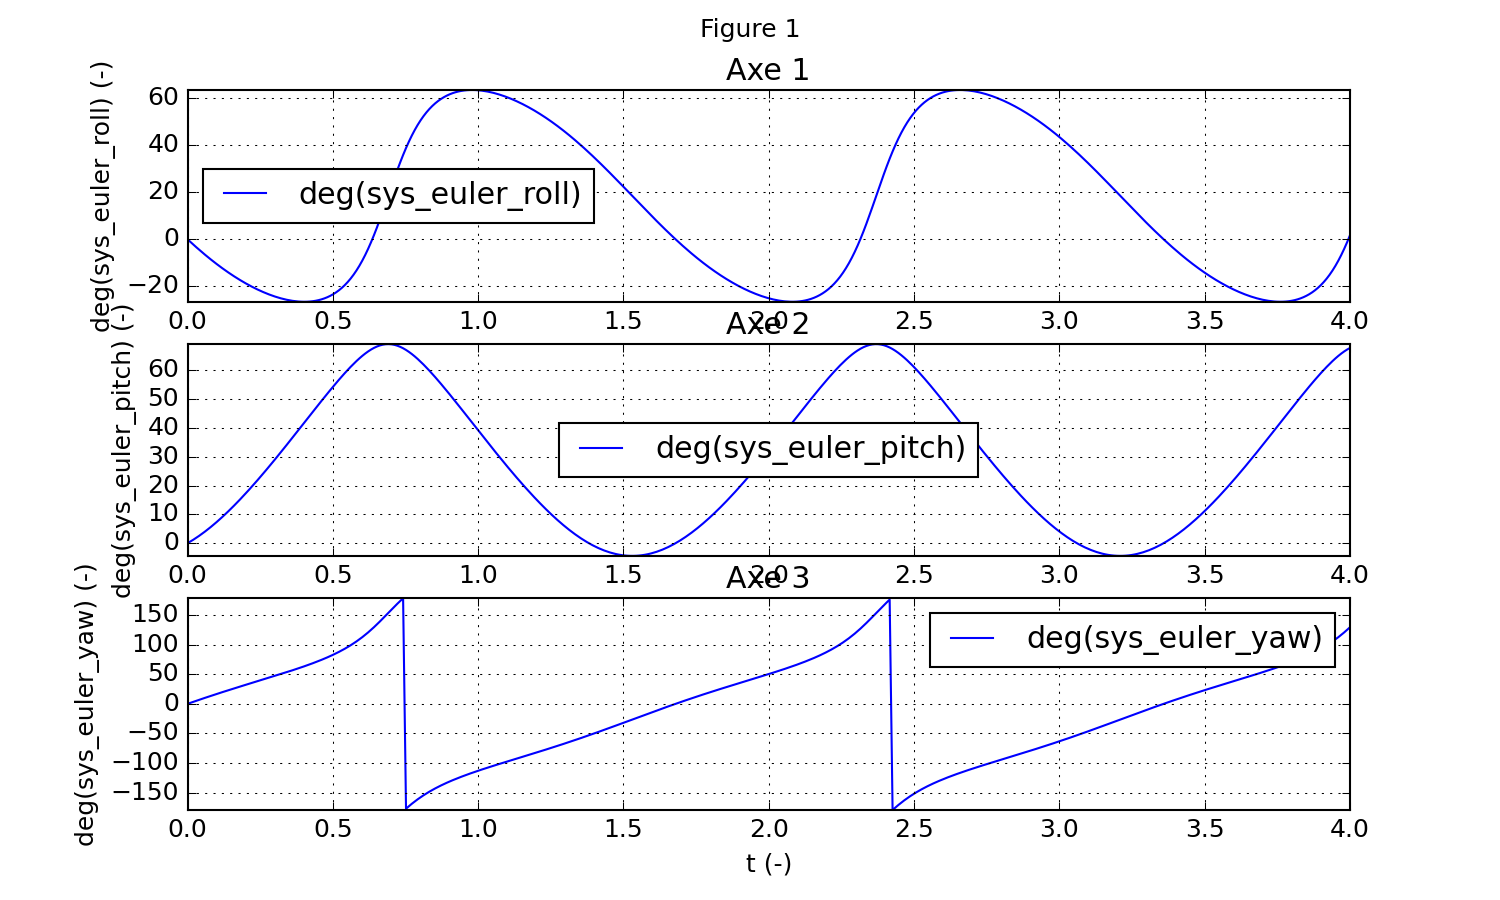 Figure 1
Axe 1
deg(sys_euler_roll) (-)
60
40
20
0
−20
deg(sys_euler_roll)
0.0 0.5 1.0 1.5 2.0 2.5 3.0 3.5 4.0
Axe 2
deg(sys_euler_pitch) (-)
60
50
40
30
20
10
0
deg(sys_euler_pitch)
0.0 0.5 1.0 1.5 2.0 2.5 3.0 3.5 4.0
Axe 3
deg(sys_euler_yaw) (-)
150
100
50
0
−50
−100
−150
deg(sys_euler_yaw)
0.0 0.5 1.0 1.5 2.0 2.5 3.0 3.5 4.0
t (-)